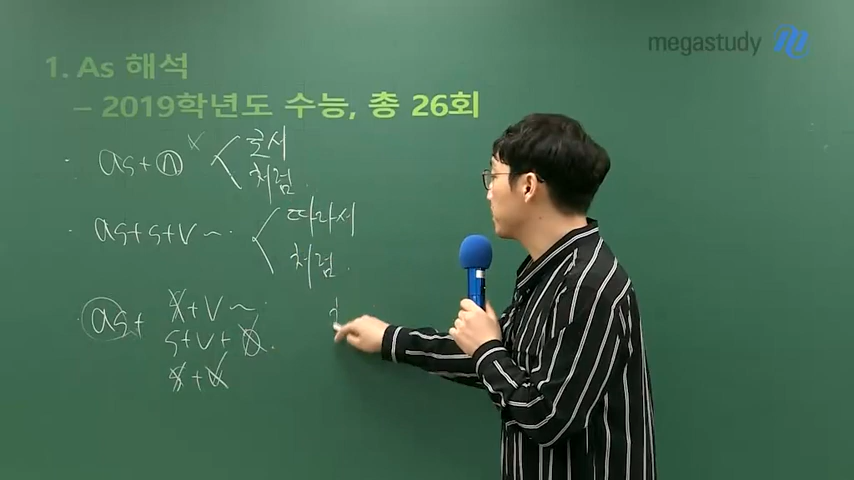 megastudy
1. As 해석
– 2019학년도 수능, 총 26회
as+ⓝ 로서
처럼
as+s+v ~ 따라서
처럼
as+ s+v~
s+v+o
s+v